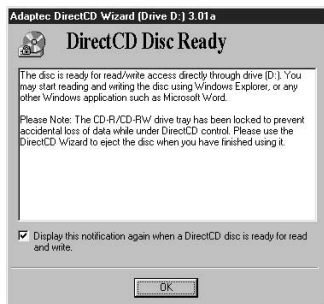 Adaptec DirectCD Wizard (Drive D:) 3.01a
DirectCD Disc Ready
The disc is ready for read/write access directly through drive (D:). You
may start reading and writing the disc using Windows Explorer, or any
other Windows application such as Microsoft Word.
Please Note: The CD-R/CD-RW drive tray has been locked to prevent
accidental loss of data while under DirectCD control. Please use the
DirectCD Wizard to eject the disc when you have finished using it.
Display this notification again when a DirectCD disc is ready for read
and write.
OK